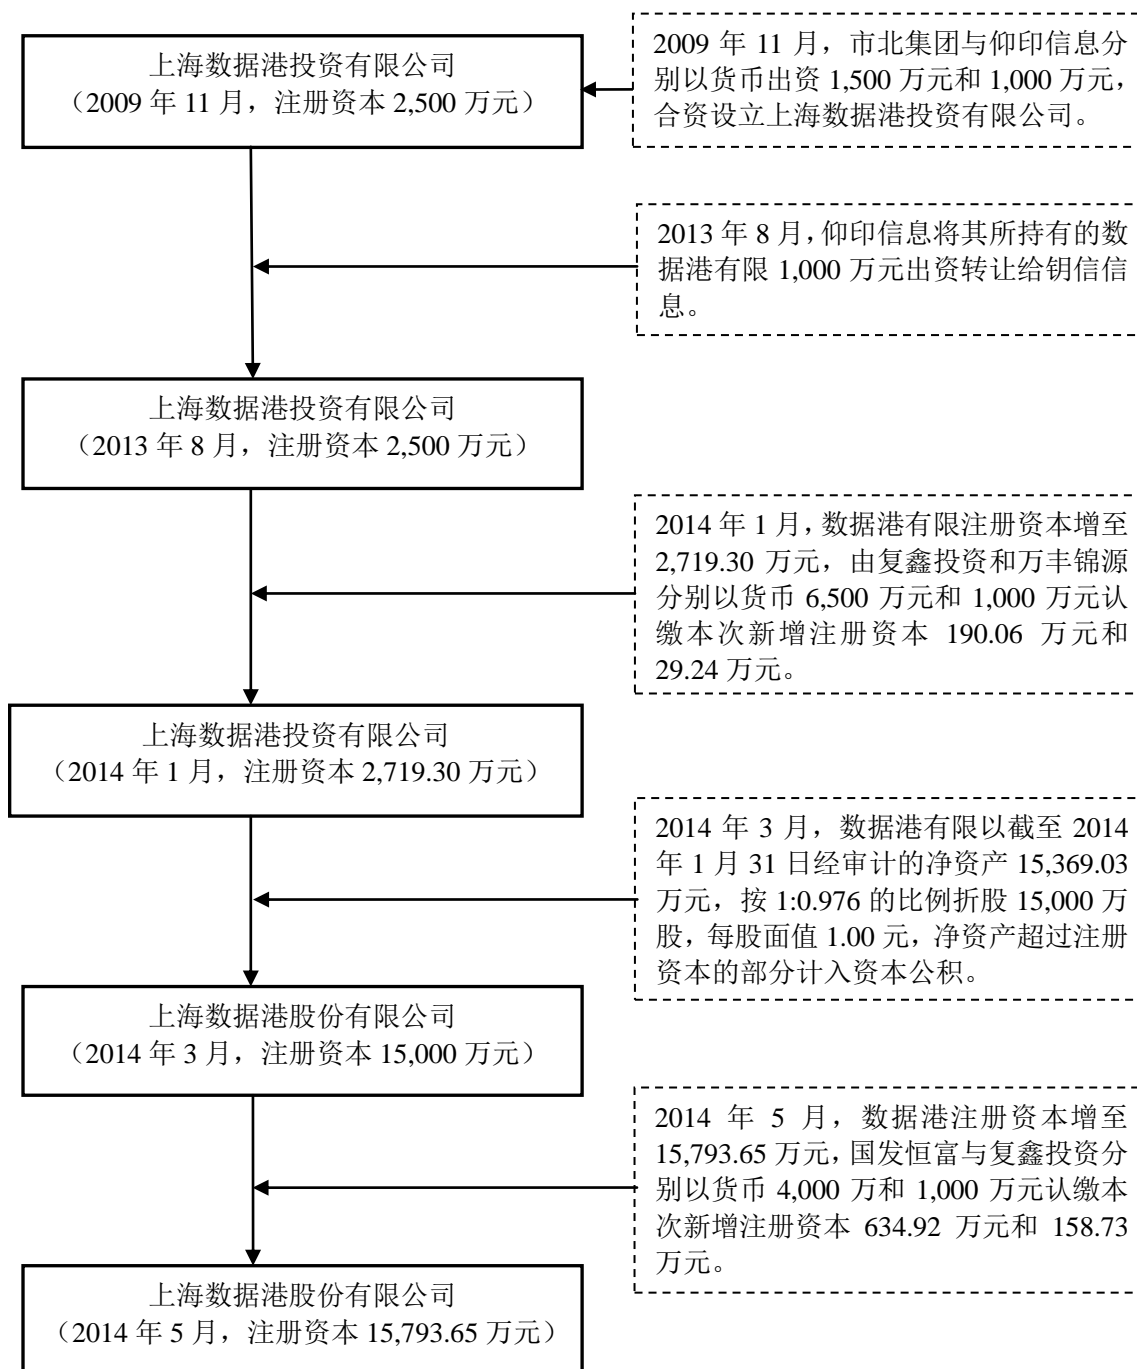 上海数据港投资有限公司
（2009 年 11 月，注册资本 2,500 万元）
2009 年 11 月，市北集团与仰印信息分
别以货币出资 1,500 万元和 1,000 万元，
合资设立上海数据港投资有限公司。
2013 年 8 月，仰印信息将其所持有的数
据港有限 1,000 万元出资转让给钥信信
息。
上海数据港投资有限公司
（2013 年 8 月，注册资本 2,500 万元）
2014 年 1 月，数据港有限注册资本增至
2,719.30 万元，由复鑫投资和万丰锦源
分别以货币 6,500 万元和 1,000 万元认
缴本次新增注册资本 190.06 万元和
29.24 万元。
上海数据港投资有限公司
（2014 年 1 月，注册资本 2,719.30 万元）
2014 年 3 月，数据港有限以截至 2014
年 1 月 31 日经审计的净资产 15,369.03
万元，按 1:0.976 的比例折股 15,000 万
股，每股面值 1.00 元，净资产超过注册
资本的部分计入资本公积。
上海数据港股份有限公司
（2014 年 3 月，注册资本 15,000 万元）
2014 年 5 月，数据港注册资本增至
15,793.65 万元，国发恒富与复鑫投资分
别以货币 4,000 万和 1,000 万元认缴本
次新增注册资本 634.92 万元和 158.73
万元。
上海数据港股份有限公司
（2014 年 5 月，注册资本 15,793.65 万元）